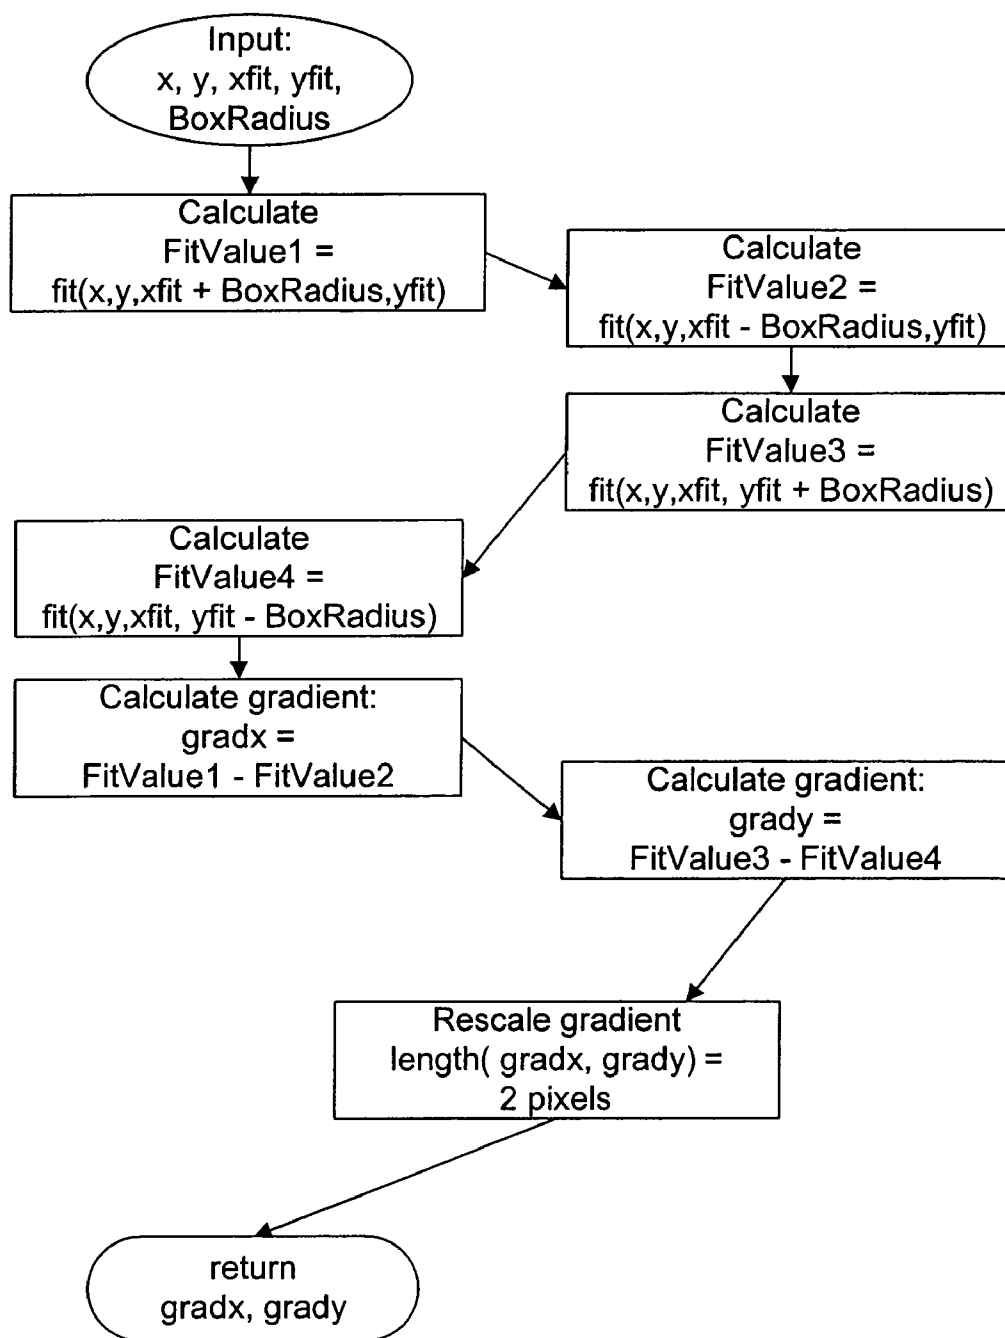 Input:
x, y, xfit, yfit,
BoxRadius
Calculate
FitValue1 =
fit(x,y,xfit + BoxRadius,yfit)
Calculate
FitValue2 =
fit(x,y,xfit - BoxRadius,yfit)
Calculate
FitValue3 =
fit(x,y,xfit, yfit + BoxRadius)
Calculate
FitValue4 =
fit(x,y,xfit, yfit - BoxRadius)
Calculate gradient:
gradx =
FitValue1 - FitValue2
Calculate gradient:
grady =
FitValue3 - FitValue4
Rescale gradient
length( gradx, grady) =
2 pixels
return
gradx, grady